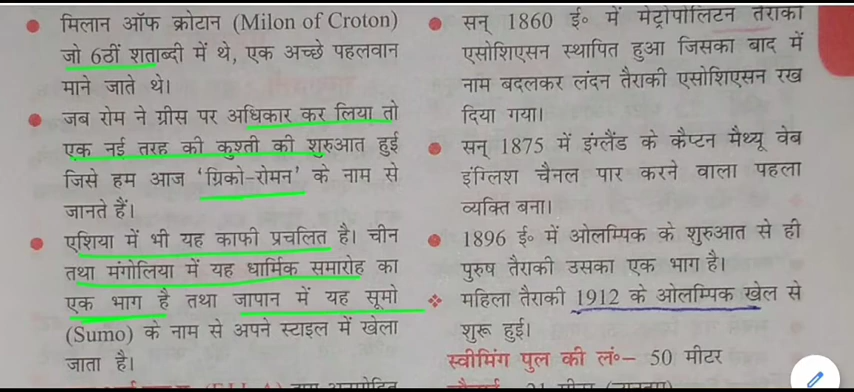 मिलान ऑफ क्रोटान (Milon of Croton)
जो 6ठीं शताब्दी में थे, एक अच्छे पहलवान
माने जाते थे।
जब रोम ने ग्रीस पर अधिकार कर लिया तो
एक नई तरह की कुश्ती की शुरुआत हुई
जिसे हम आज ‘ग्रिको-रोमन’ के नाम से
जानते हैं।
एशिया में भी यह काफी प्रचलित है। चीन
तथा मंगोलिया में यह धार्मिक समारोह का
एक भाग है तथा जापान में यह सूमो
(Sumo) के नाम से अपने स्टाइल में खेला
जाता है।
सन् 1860 ई॰ में मेट्रोपोलिटन तैराकी
एसोशिएसन स्थापित हुआ जिसका बाद में
नाम बदलकर लंदन तैराकी एसोशिएसन रख
दिया गया।
सन् 1875 में इंग्लैंड के कैप्टन मैथ्यू वेब
इंग्लिश चैनल पार करने वाला पहला
व्यक्ति बना।
1896 ई॰ में ओलम्पिक के शुरुआत से ही
पुरुष तैराकी उसका एक भाग है।
महिला तैराकी 1912 के ओलम्पिक खेल से
शुरू हुई।
स्वीमिंग पुल की लं॰– 50 मीटर